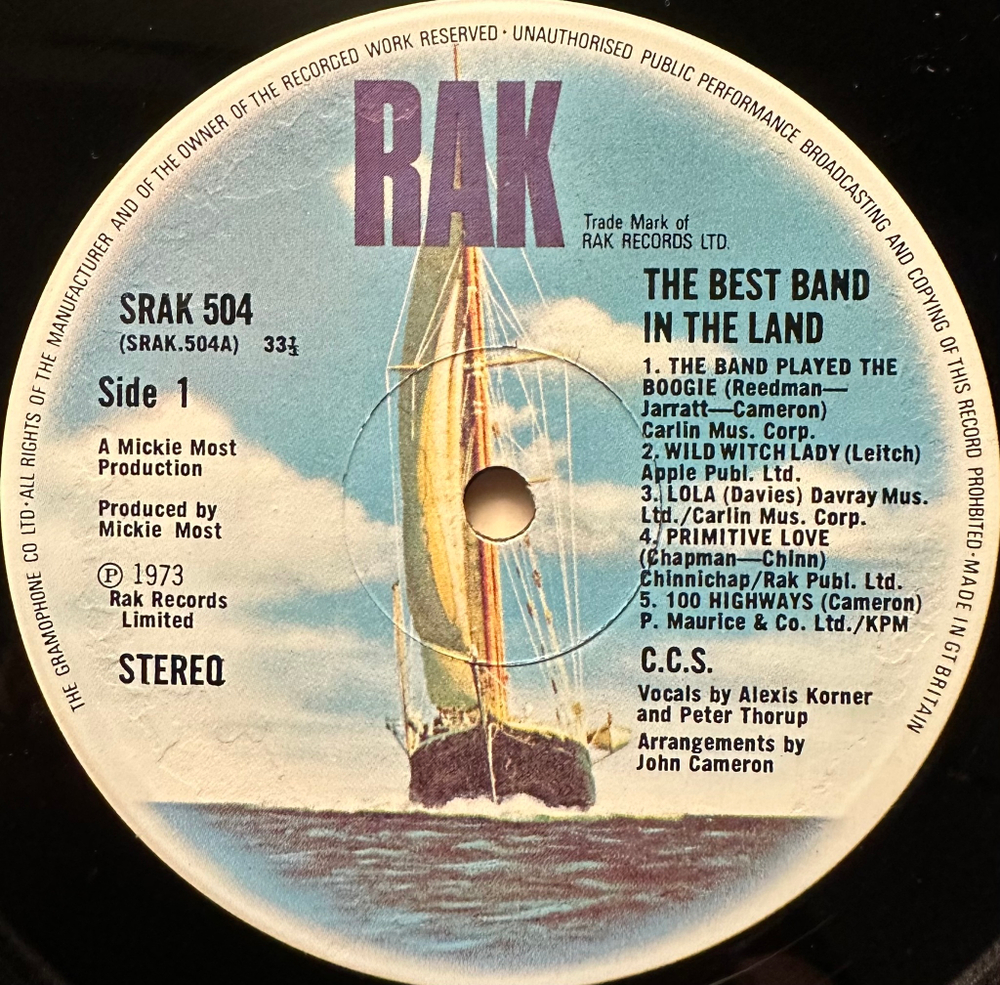 THE GRAMOPHONE CO LTD · ALL RIGHTS OF THE MANUFACTURER AND OF THE OWNER OF THE RECORDED WORK RESERVED · UNAUTHORISED PUBLIC PERFORMANCE BROADCASTING AND COPYING OF THIS RECORD PROHIBITED · MADE IN GT BRITAIN
RAK
Trade Mark of
RAK RECORDS LTD.
SRAK 504
(SRAK.504A) 33⅓
Side 1
A Mickie Most
Production
Produced by
Mickie Most
Ⓟ 1973
Rak Records
Limited
STEREO
THE BEST BAND
IN THE LAND
1. THE BAND PLAYED THE
BOOGIE (Reedman—
Jarratt—Cameron)
Carlin Mus. Corp.
2. WILD WITCH LADY (Leitch)
Apple Publ. Ltd.
3. LOLA (Davies) Davray Mus.
Ltd./Carlin Mus. Corp.
4. PRIMITIVE LOVE
(Chapman—Chinn)
Chinnichap/Rak Publ. Ltd.
5. 100 HIGHWAYS (Cameron)
P. Maurice & Co. Ltd./KPM
C.C.S.
Vocals by Alexis Korner
and Peter Thorup
Arrangements by
John Cameron